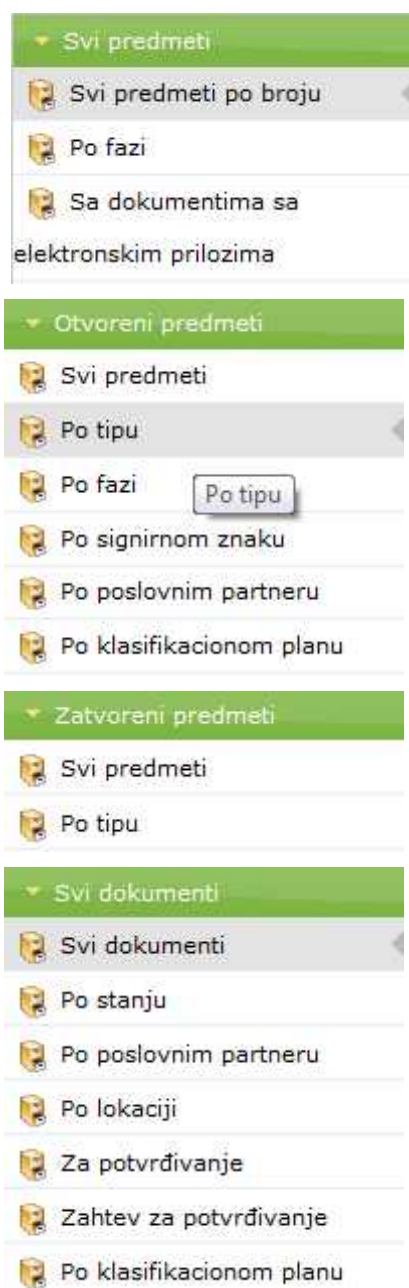 Svi predmeti
Svi predmeti po broju
Po fazi
Sa dokumentima sa
elektronskim prilozima
Otvoreni predmeti
Svi predmeti
Po tipu
Po fazi
Po tipu
Po signirnom znaku
Po poslovnim partneru
Po klasifikacionom planu
Zatvoreni predmeti
Svi predmeti
Po tipu
Svi dokumenti
Svi dokumenti
Po stanju
Po poslovnim partneru
Po lokaciji
Za potvrđivanje
Zahtev za potvrđivanje
Po klasifikacionom planu